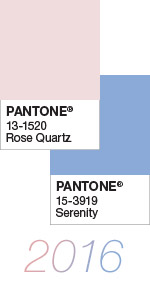 PANTONE®
13-1520
Rose Quartz
PANTONE®
15-3919
Serenity
2016